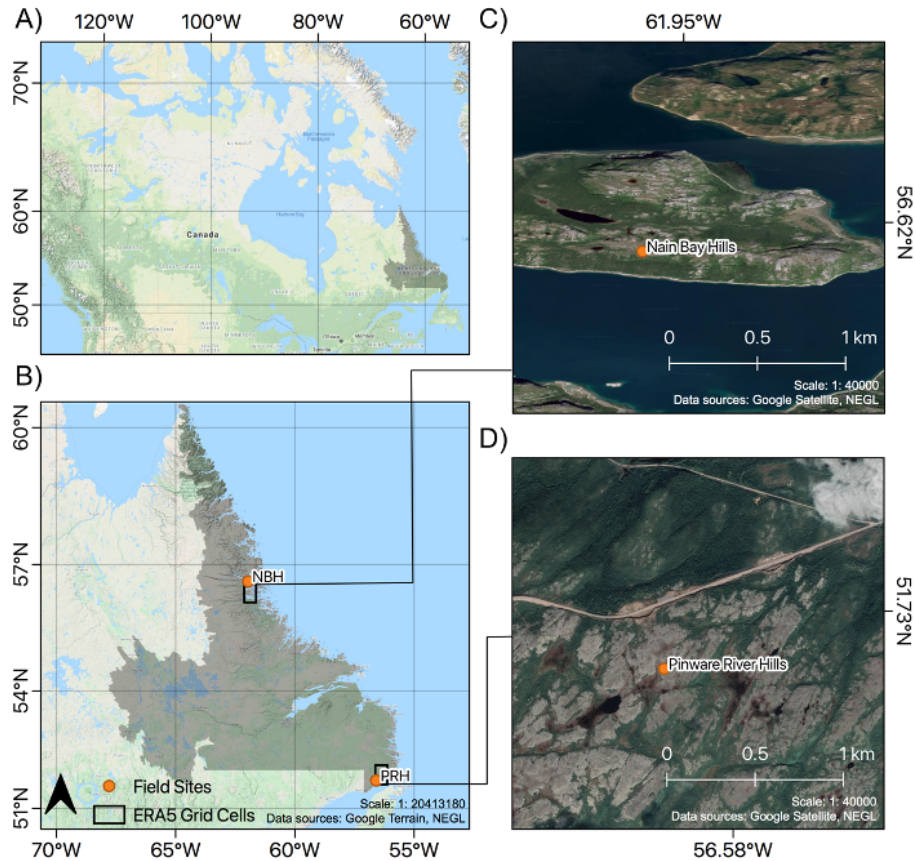 A)
120°W 100°W 80°W 60°W
70°N
60°N
50°N
Canada
Hudson Bay
B)
60°N
57°N
54°N
51°N
NBH
PRH
Field Sites
ERA5 Grid Cells
Scale: 1: 20413180
Data sources: Google Terrain, NEGL
70°W 65°W 60°W 55°W
C)
61.95°W
56.62°N
Nain Bay Hills
0 0.5 1 km
Scale: 1: 40000
Data sources: Google Satellite, NEGL
D)
51.73°N
Pinware River Hills
0 0.5 1 km
Scale: 1: 40000
Data sources: Google Satellite, NEGL
56.58°W